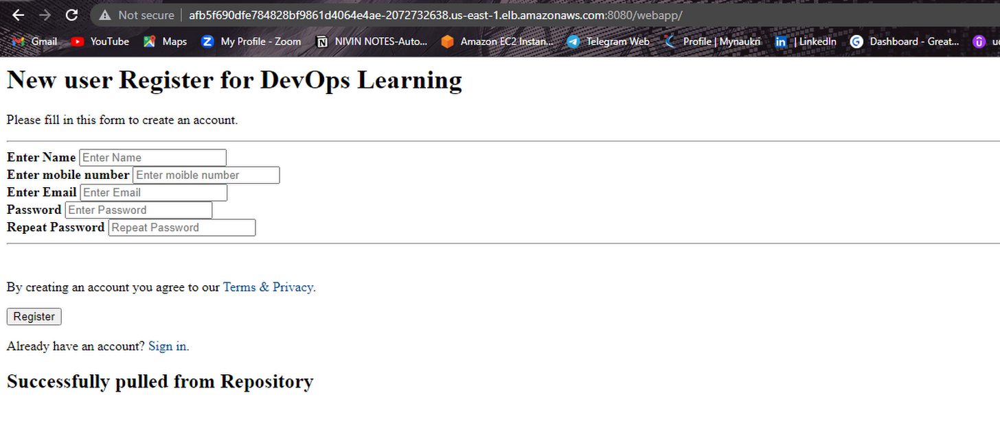 Not secure afb5f690dfe784828bf9861d4064e4ae-2072732638.us-east-1.elb.amazonaws.com:8080/webapp/
Gmail YouTube Maps Z My Profile - Zoom N NIVIN NOTES-Auto... Amazon EC2 Instan... Telegram Web Profile | Mynaukri in | LinkedIn G Dashboard - Great...
New user Register for DevOps Learning
Please fill in this form to create an account.
Enter Name Enter Name
Enter mobile number Enter moible number
Enter Email Enter Email
Password Enter Password
Repeat Password Repeat Password
By creating an account you agree to our Terms & Privacy.
Register
Already have an account? Sign in.
Successfully pulled from Repository